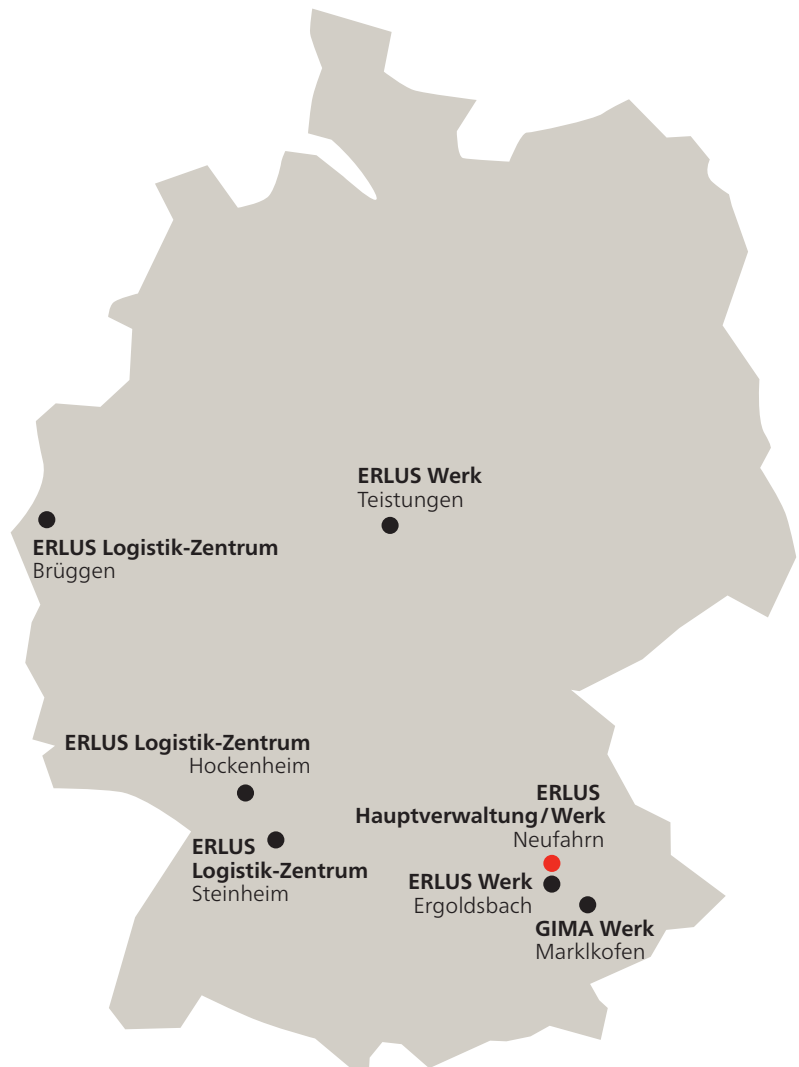 ERLUS Werk
Teistungen
ERLUS Logistik-Zentrum
Brüggen
ERLUS Logistik-Zentrum
Hockenheim
ERLUS
Hauptverwaltung/Werk
Neufahrn
ERLUS
Logistik-Zentrum
Steinheim
ERLUS Werk
Ergoldsbach
GIMA Werk
Marklkofen